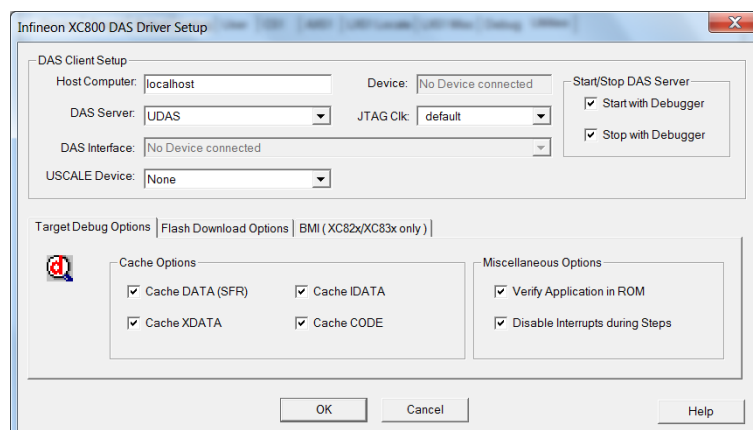 Infineon XC800 DAS Driver Setup
DAS Client Setup
Host Computer: localhost
Device: No Device connected
Start/Stop DAS Server
Start with Debugger
DAS Server: UDAS
JTAG Clk: default
Stop with Debugger
DAS Interface: No Device connected
USCALE Device: None
Target Debug Options Flash Download Options BMI ( XC82x/XC83x only )
Cache Options
Miscellaneous Options
Cache DATA (SFR) Cache IDATA
Verify Application in ROM
Cache XDATA Cache CODE
Disable Interrupts during Steps
OK Cancel Help